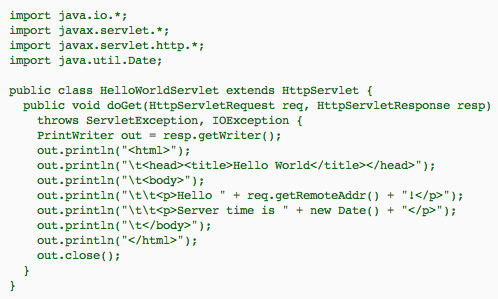 import java.io.*;
import javax.servlet.*;
import javax.servlet.http.*;
import java.util.Date;

public class HelloWorldServlet extends HttpServlet {
  public void doGet(HttpServletRequest req, HttpServletResponse resp)
    throws ServletException, IOException {
    PrintWriter out = resp.getWriter();
    out.println("<html>");
    out.println("\t<head><title>Hello World</title></head>");
    out.println("\t<body>");
    out.println("\t\t<p>Hello " + req.getRemoteAddr() + "!</p>");
    out.println("\t\t<p>Server time is " + new Date() + "</p>");
    out.println("\t</body>");
    out.println("</html>");
    out.close();
  }
}